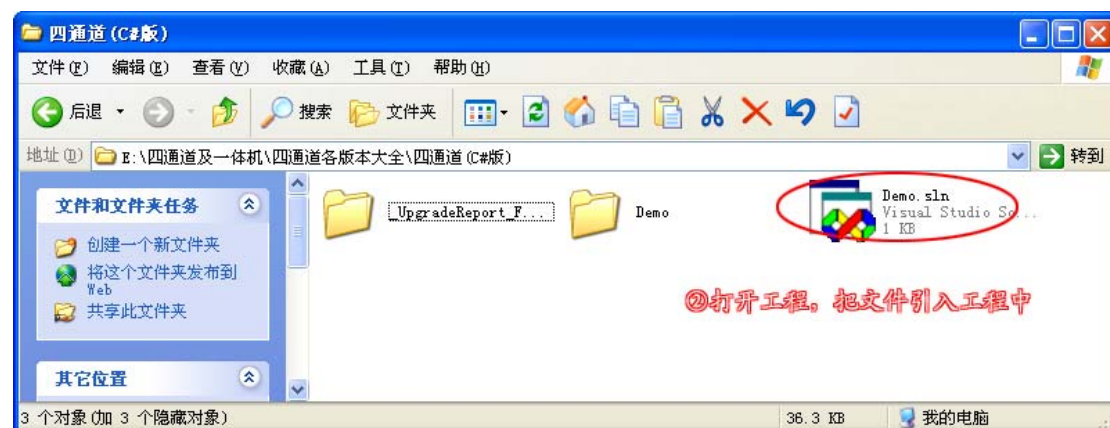 四通道(C#版)
文件(F) 编辑(E) 查看(V) 收藏(A) 工具(T) 帮助(H)
后退 搜索 文件夹
地址(D) E:\四通道及一体机\四通道各版本大全\四通道(C#版) 转到
文件和文件夹任务
创建一个新文件夹
将这个文件夹发布到
Web
共享此文件夹
其它位置
_UpgradeReport_F...
Demo
Demo.sln
Visual Studio So...
1 KB
②打开工程，把文件引入工程中
3 个对象(加 3 个隐藏对象) 36.3 KB 我的电脑